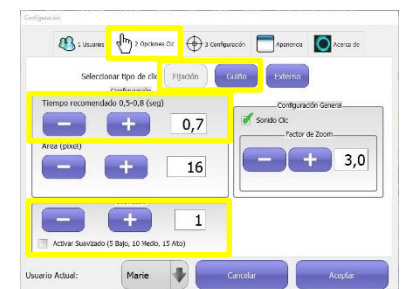 Configuración
1 Usuarios 2 Opciones Clic 3 Configuración Apariencia Acerca de
Seleccionar tipo de clic Fijación Guiño Externo
Configuración
Tiempo recomendado 0,5-0,8 (seg)
0,7
Configuración General
Sonido Clic
Factor de Zoom
3,0
Area (pixel)
16
1
Activar Suavizado (5 Bajo, 10 Medio, 15 Alto)
Usuario Actual: Marie Cancelar Aceptar